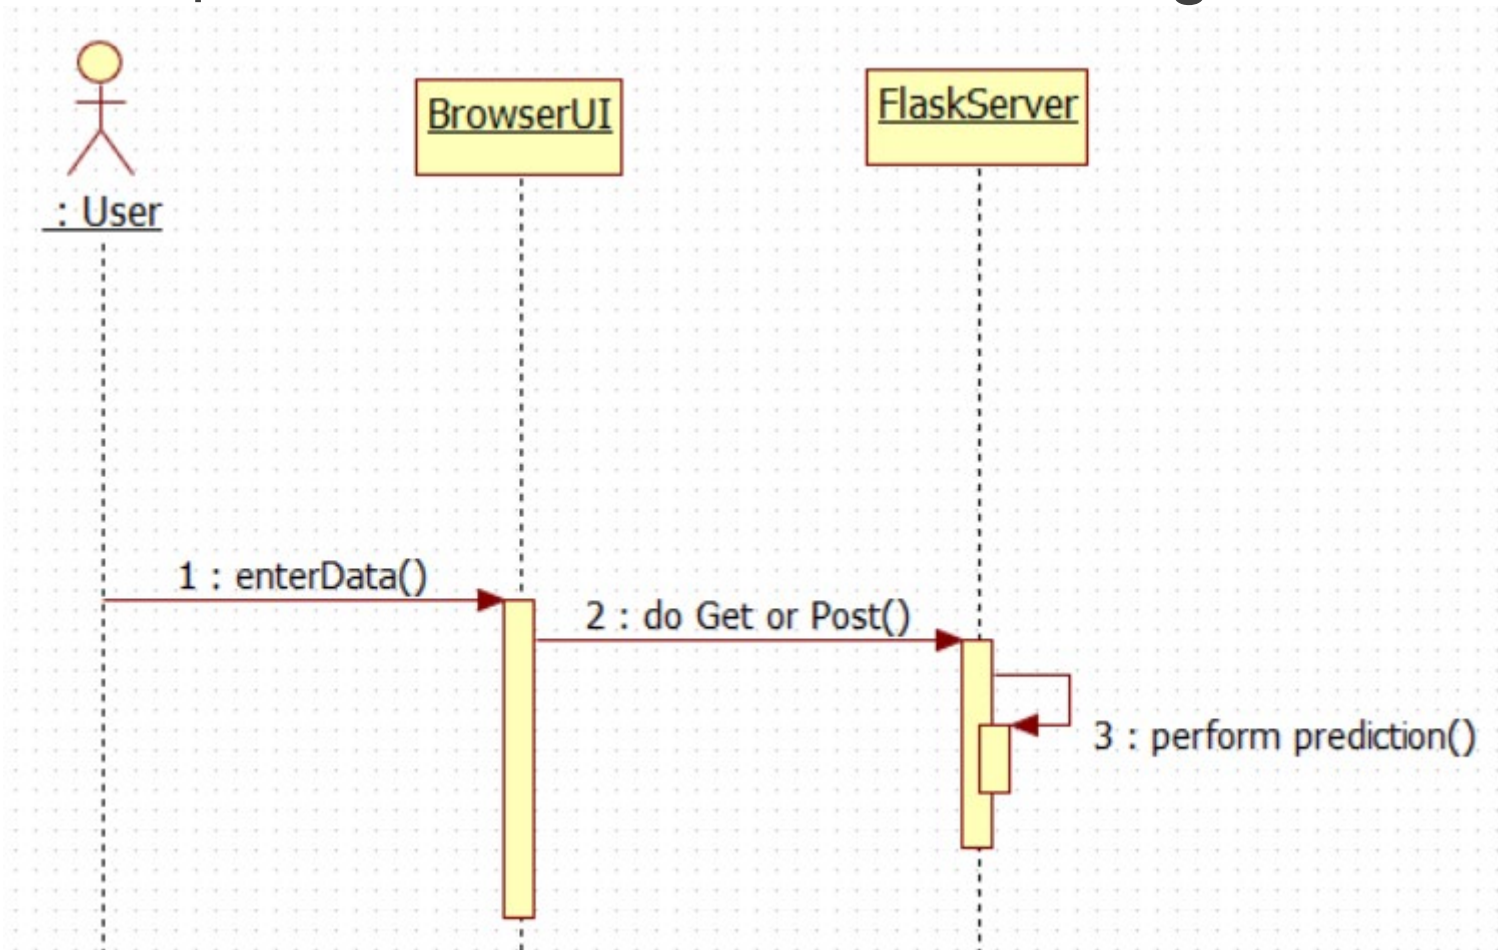 BrowserUI
FlaskServer
: User
1 : enterData()
2 : do Get or Post()
3 : perform prediction()